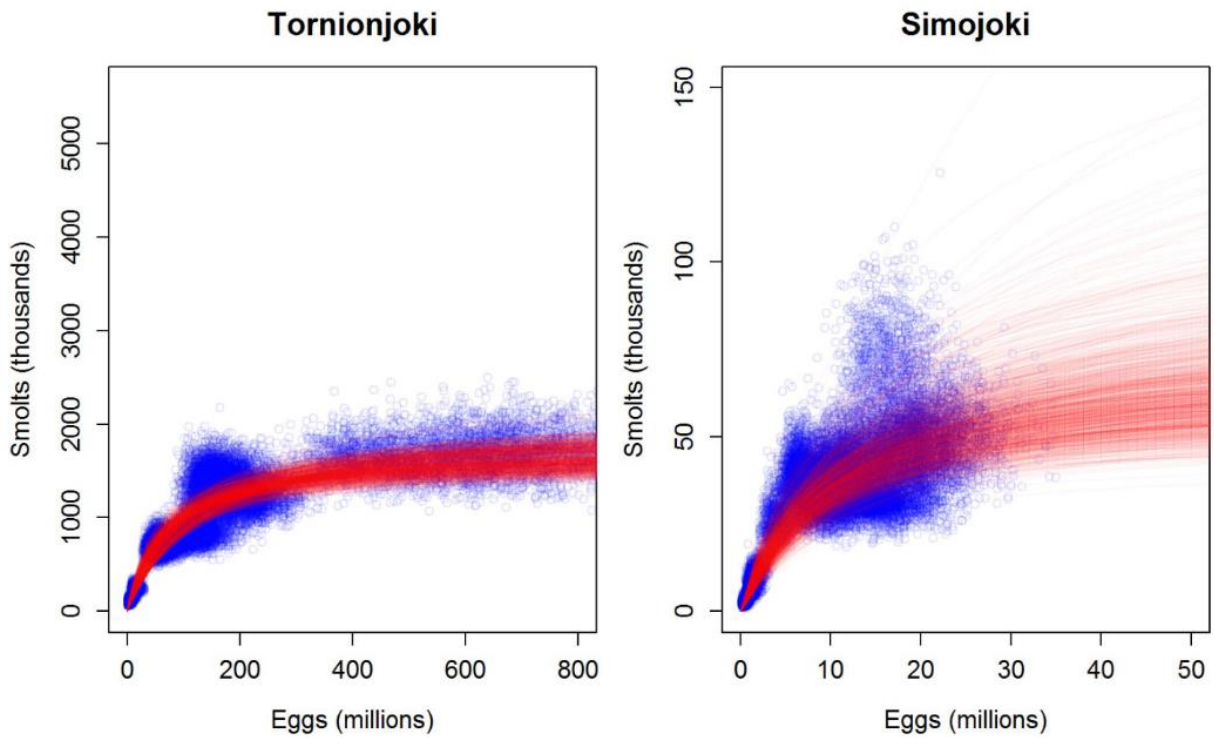 Tornionjoki
Smolts (thousands)
5000
4000
3000
2000
1000
0
0 200 400 600 800
Eggs (millions)
Simojoki
Smolts (thousands)
150
100
50
0
0 10 20 30 40 50
Eggs (millions)